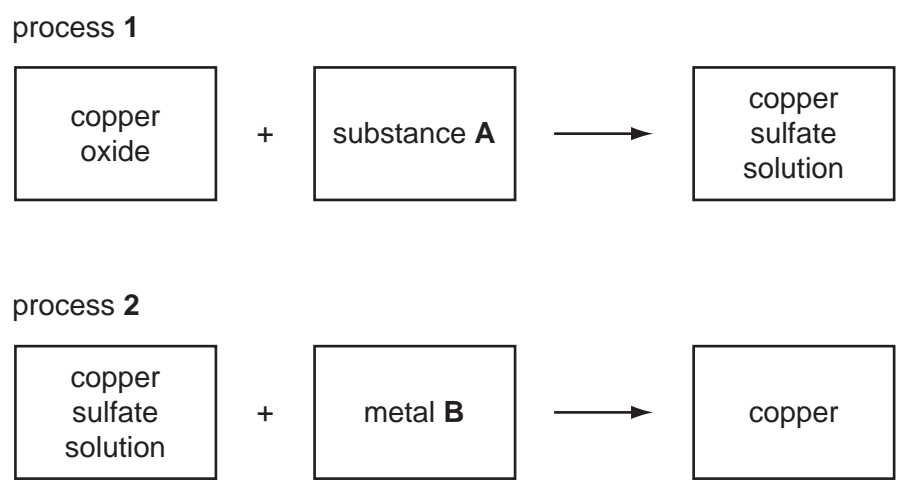 process 1
copper
oxide
+
substance A
copper
sulfate
solution
process 2
copper
sulfate
solution
+
metal B
copper